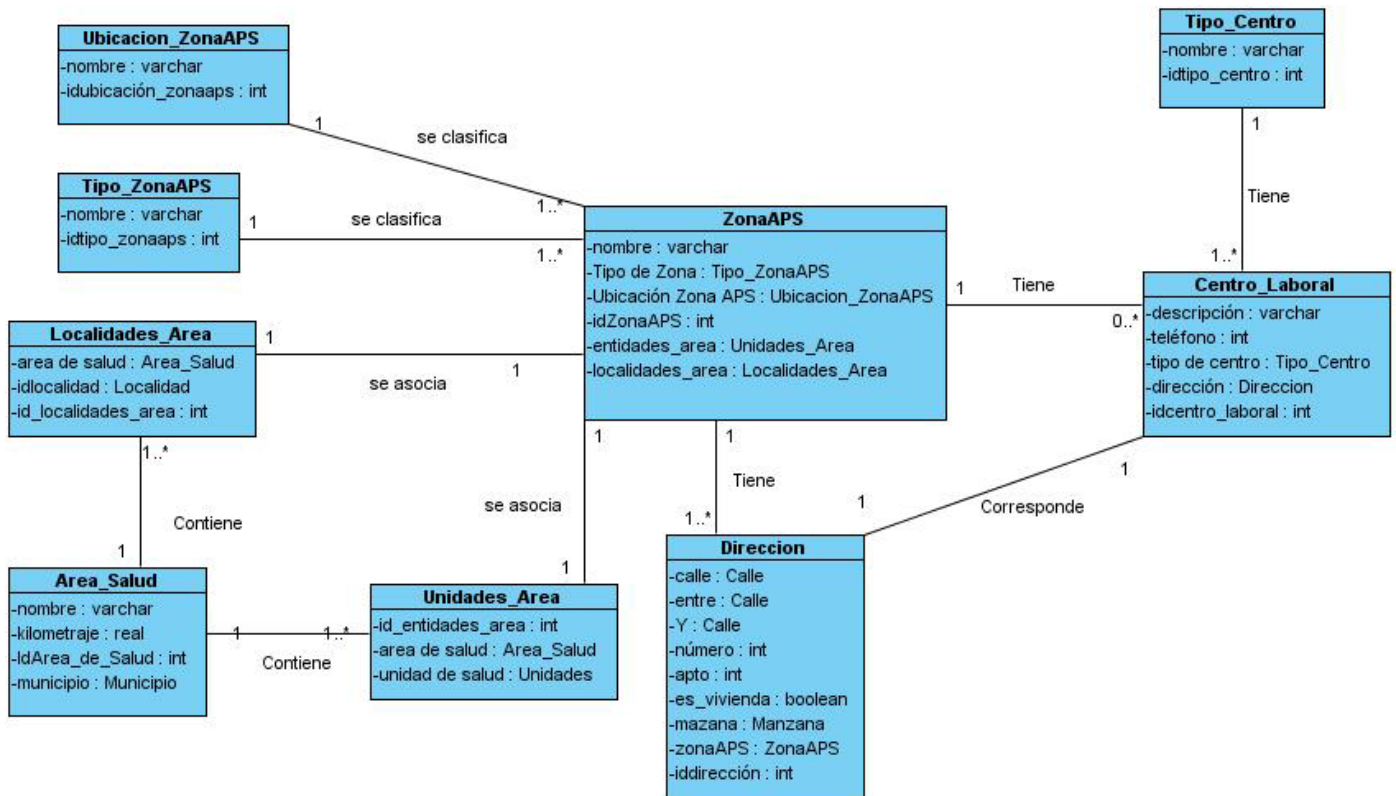 Ubicacion_ZonaAPS
-nombre : varchar
-idubicación_zonaaps : int
Tipo_Centro
-nombre : varchar
-idtipo_centro : int
1
se clasifica
1..*
1
Tiene
1..*
Tipo_ZonaAPS
-nombre : varchar
-idtipo_zonaaps : int
1
se clasifica
1..*
ZonaAPS
-nombre : varchar
-Tipo de Zona : Tipo_ZonaAPS
-Ubicación Zona APS : Ubicacion_ZonaAPS
-idZonaAPS : int
-entidades_area : Unidades_Area
-localidades_area : Localidades_Area
1
Tiene
0..*
Centro_Laboral
-descripción : varchar
-teléfono : int
-tipo de centro : Tipo_Centro
-dirección : Direccion
-idcentro_laboral : int
Localidades_Area
-area de salud : Area_Salud
-idlocalidad : Localidad
-id_localidades_area : int
1
se asocia
1
1..*
Contiene
1
1
se asocia
1
1
Tiene
1..*
1
Corresponde
1
Area_Salud
-nombre : varchar
-kilometraje : real
-IdArea_de_Salud : int
-municipio : Municipio
1
Contiene
1..*
Unidades_Area
-id_entidades_area : int
-area de salud : Area_Salud
-unidad de salud : Unidades
Direccion
-calle : Calle
-entre : Calle
-Y : Calle
-número : int
-apto : int
-es_vivienda : boolean
-mazana : Manzana
-zonaAPS : ZonaAPS
-iddirección : int